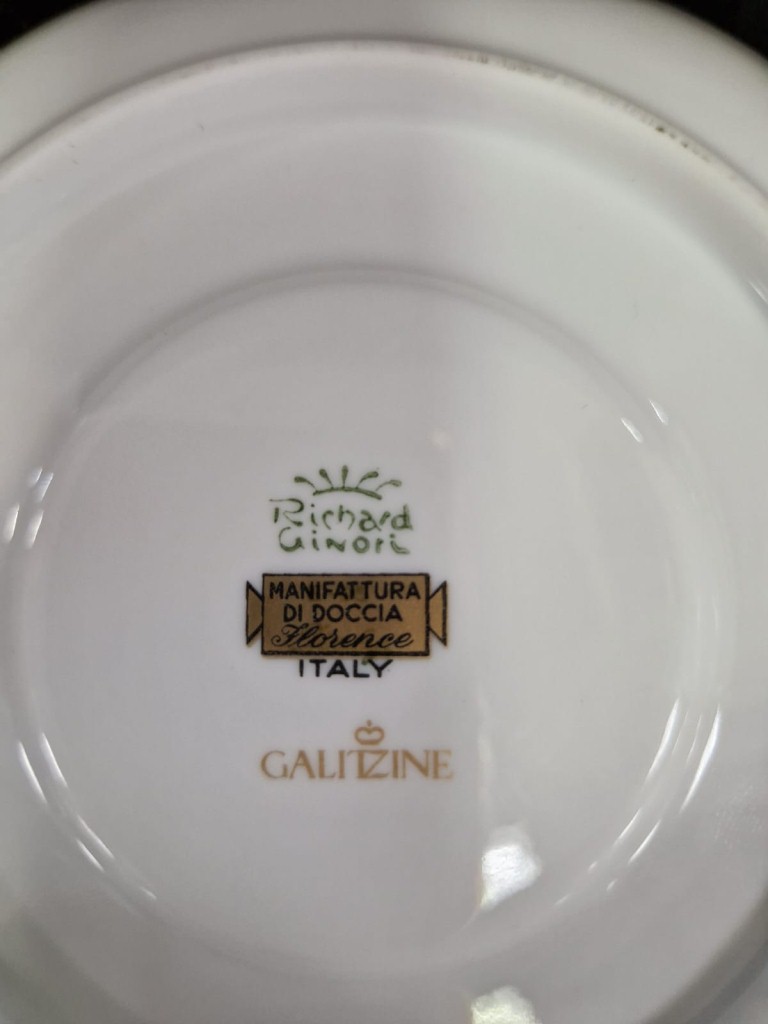 Richard
Ginori
MANIFATTURA
DI DOCCIA
Florence
ITALY
GALITZINE